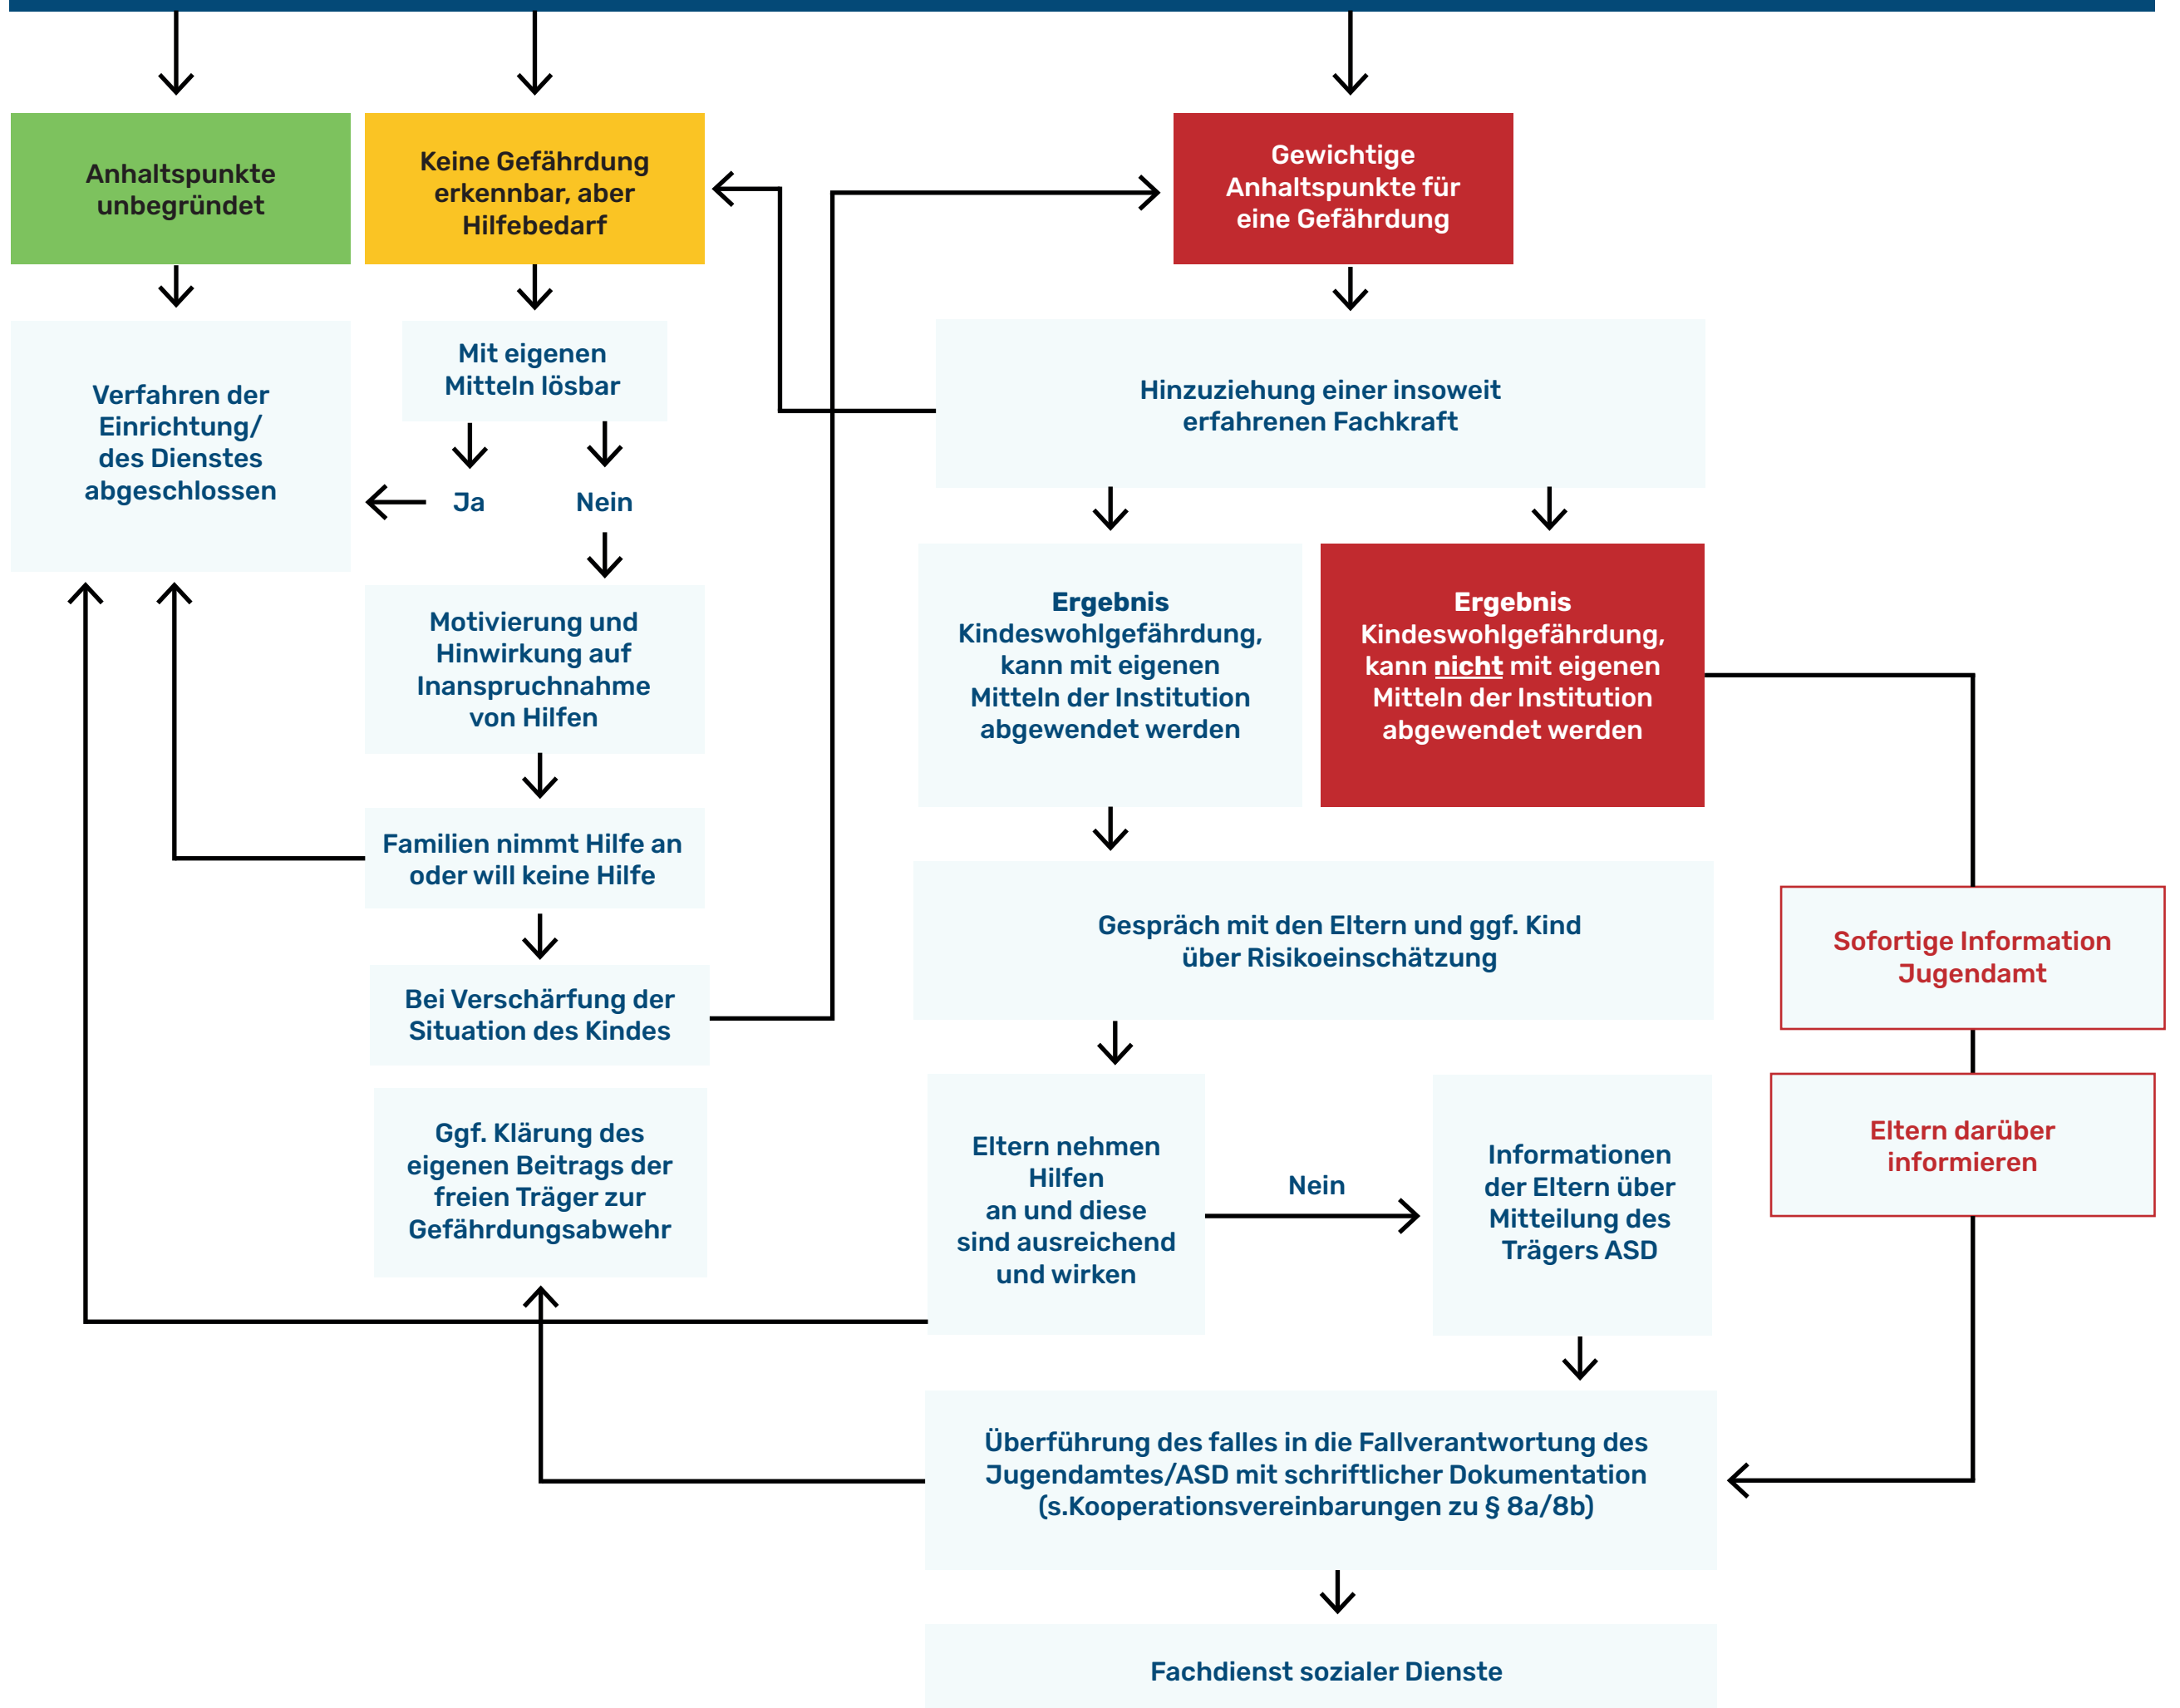 Anhaltspunkte
unbegründet
Keine Gefährdung
erkennbar, aber
Hilfebedarf
Gewichtige
Anhaltspunkte für
eine Gefährdung
Verfahren der
Einrichtung/
des Dienstes
abgeschlossen
Mit eigenen
Mitteln lösbar
Ja
Nein
Motivierung und
Hinwirkung auf
Inanspruchnahme
von Hilfen
Familien nimmt Hilfe an
oder will keine Hilfe
Bei Verschärfung der
Situation des Kindes
Ggf. Klärung des
eigenen Beitrags der
freien Träger zur
Gefährdungsabwehr
Hinzuziehung einer insoweit
erfahrenen Fachkraft
Ergebnis
Kindeswohlgefährdung,
kann mit eigenen
Mitteln der Institution
abgewendet werden
Ergebnis
Kindeswohlgefährdung,
kann nicht mit eigenen
Mitteln der Institution
abgewendet werden
Gespräch mit den Eltern und ggf. Kind
über Risikoeinschätzung
Sofortige Information
Jugendamt
Eltern darüber
informieren
Eltern nehmen
Hilfen
an und diese
sind ausreichend
und wirken
Nein
Informationen
der Eltern über
Mitteilung des
Trägers ASD
Überführung des falles in die Fallverantwortung des
Jugendamtes/ASD mit schriftlicher Dokumentation
(s.Kooperationsvereinbarungen zu § 8a/8b)
Fachdienst sozialer Dienste